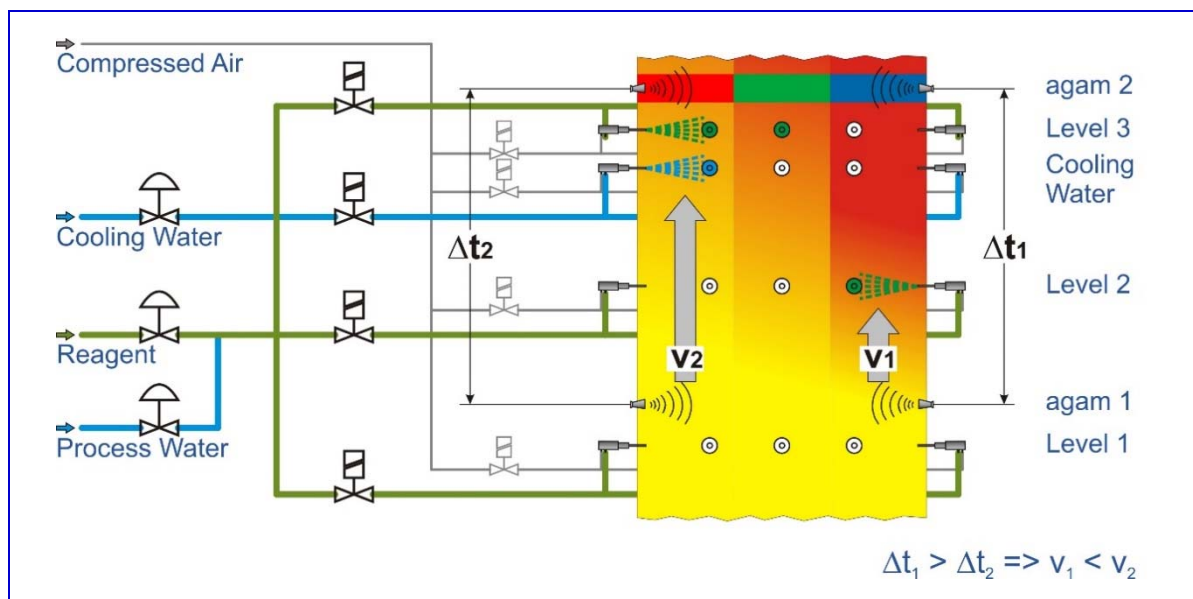 Compressed Air
Cooling Water
Reagent
Process Water
Δt2
V2
V1
Δt1
agam 2
Level 3
Cooling
Water
Level 2
agam 1
Level 1
Δt₁ > Δt₂ => v₁ < v₂